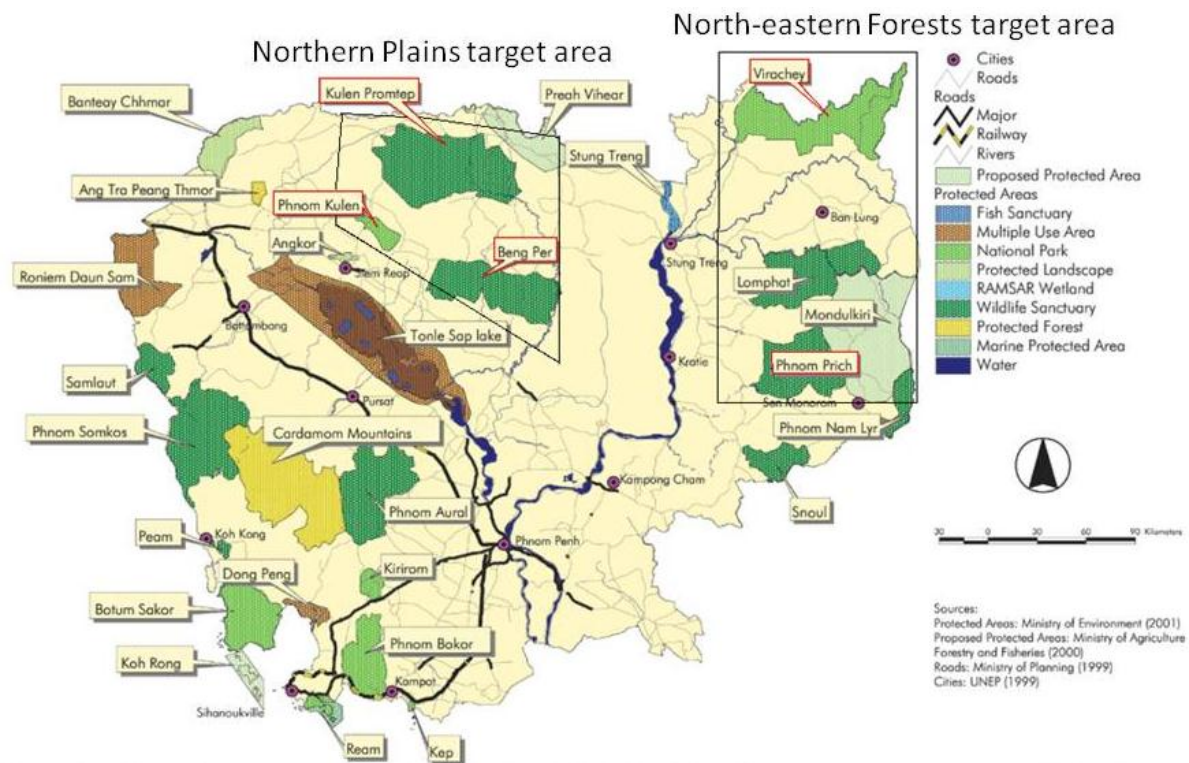 North-eastern Forests target area
Northern Plains target area
Cities
Roads
Roads
Major
Railway
Rivers
Proposed Protected Area
Protected Areas
Fish Sanctuary
Multiple Use Area
National Park
Protected Landscape
RAMSAR Wetland
Wildlife Sanctuary
Protected Forest
Marine Protected Area
Water
Virachey
Banteay Chhmar
Kulen Promtep
Preah Vihear
Stung Treng
Ang Tra Peang Thmor
Phnom Kulen
Ban Lung
Angkor
Beng Per
Stung Treng
Siem Reap
Roniem Daun Sam
Lomphat
Mondulkiri
Battambang
Tonle Sap lake
Kratie
Phnom Prich
Samlaut
Pursat
Sen Monorom
Phnom Nam Lyr
Phnom Somkos
Cardamom Mountains
Kampong Cham
Snoul
Phnom Aural
Peam
Koh Kong
Phnom Penh
Dong Peng
Kirirom
Botum Sakor
Phnom Bokor
Koh Rong
Kampot
Sihanoukville
Ream
Kep
30 0 30 60 90 Kilometers
Sources:
Protected Areas: Ministry of Environment (2001)
Proposed Protected Areas: Ministry of Agriculture
Forestry and Fisheries (2000)
Roads: Ministry of Planning (1999)
Cities: UNEP (1999)